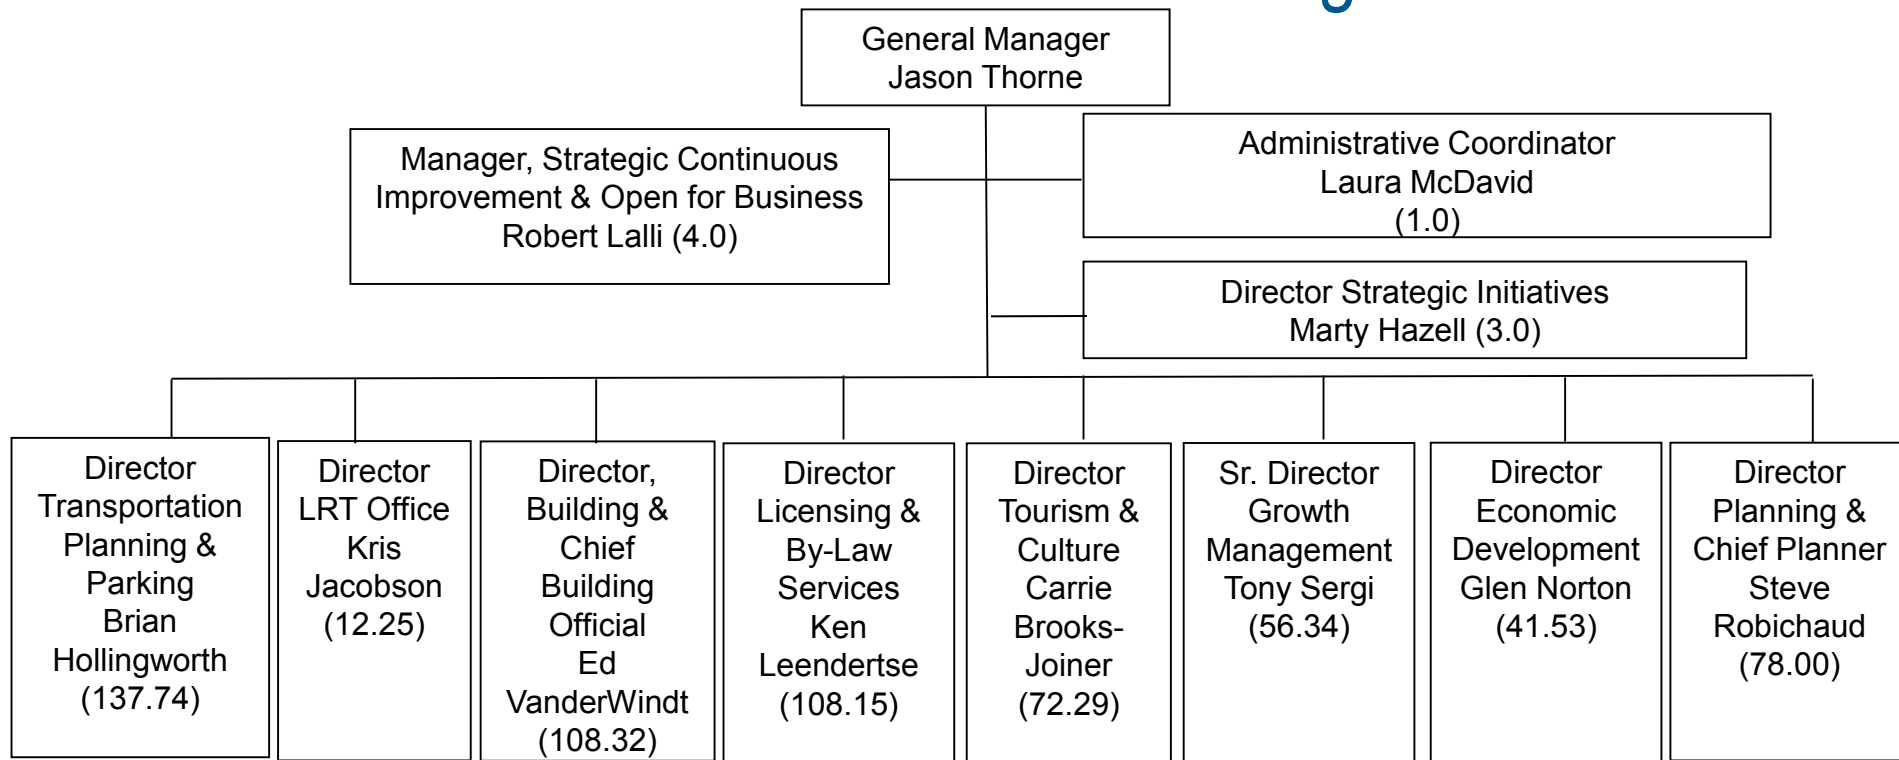 General Manager
Jason Thorne
Manager, Strategic Continuous
Improvement & Open for Business
Robert Lalli (4.0)
Administrative Coordinator
Laura McDavid
(1.0)
Director Strategic Initiatives
Marty Hazell (3.0)
Director
Transportation
Planning &
Parking
Brian
Hollingworth
(137.74)
Director
LRT Office
Kris
Jacobson
(12.25)
Director,
Building &
Chief
Building
Official
Ed
VanderWindt
(108.32)
Director
Licensing &
By-Law
Services
Ken
Leendertse
(108.15)
Director
Tourism &
Culture
Carrie
Brooks-
Joiner
(72.29)
Sr. Director
Growth
Management
Tony Sergi
(56.34)
Director
Economic
Development
Glen Norton
(41.53)
Director
Planning &
Chief Planner
Steve
Robichaud
(78.00)